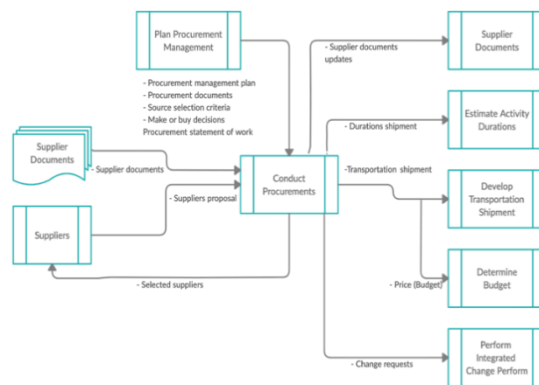 Plan Procurement
Management
- Procurement management plan
- Procurement documents
- Source selection criteria
- Make or buy decisions
Procurement statement of work
Supplier
Documents
- Supplier documents
Suppliers
- Suppliers proposal
Conduct
Procurements
- Selected suppliers
- Supplier documents
updates
Supplier
Documents
- Durations shipment
Estimate Activity
Durations
-Transportation shipment
Develop
Transportation
Shipment
- Price (Budget)
Determine
Budget
- Change requests
Perform
Integrated
Change Perform